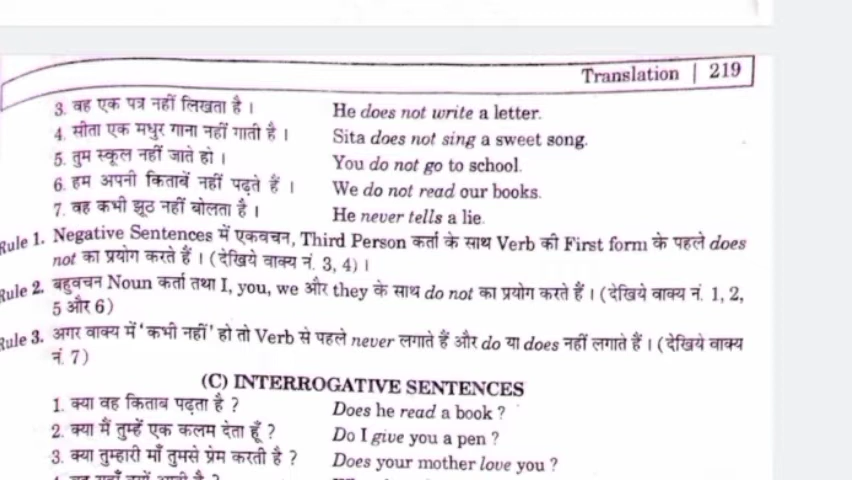 Translation | 219
3. वह एक पत्र नहीं लिखता है । He does not write a letter.
4. सीता एक मधुर गाना नहीं गाती है । Sita does not sing a sweet song.
5. तुम स्कूल नहीं जाते हो । You do not go to school.
6. हम अपनी किताबें नहीं पढ़ते हैं । We do not read our books.
7. वह कभी झूठ नहीं बोलता है । He never tells a lie.
Rule 1. Negative Sentences में एकवचन, Third Person कर्ता के साथ Verb की First form के पहले does
not का प्रयोग करते हैं । (देखिये वाक्य नं. 3, 4) ।
Rule 2. बहुवचन Noun कर्ता तथा I, you, we और they के साथ do not का प्रयोग करते हैं । (देखिये वाक्य नं. 1, 2,
5 और 6)
Rule 3. अगर वाक्य में ‘कभी नहीं’ हो तो Verb से पहले never लगाते हैं और do या does नहीं लगाते हैं । (देखिये वाक्य
नं. 7)
(C) INTERROGATIVE SENTENCES
1. क्या वह किताब पढ़ता है ? Does he read a book ?
2. क्या मैं तुम्हें एक कलम देता हूँ ? Do I give you a pen ?
3. क्या तुम्हारी माँ तुमसे प्रेम करती है ? Does your mother love you ?